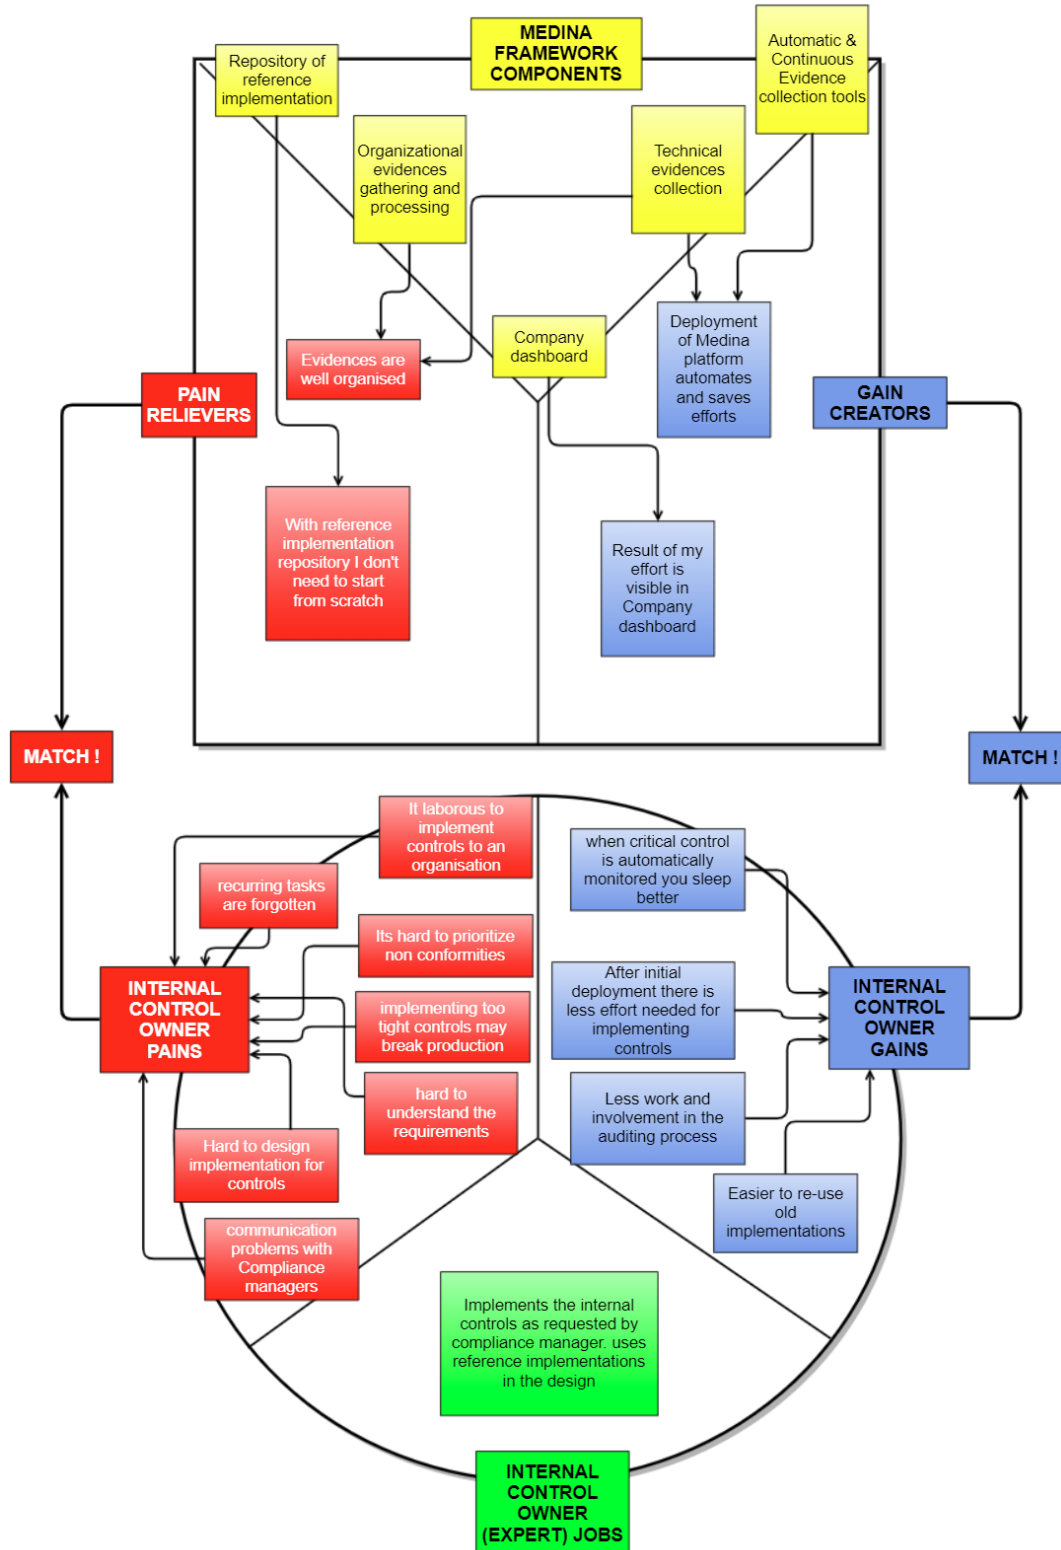 MEDINA
FRAMEWORK
COMPONENTS
Repository of
reference
implementation
Automatic &
Continuous
Evidence
collection tools
Organizational
evidences
gathering and
processing
Technical
evidences
collection
Company
dashboard
Evidences are
well organised
Deployment
of Medina
platform
automates
and saves
efforts
PAIN
RELIEVERS
GAIN
CREATORS
With reference
implementation
repository I don't
need to start
from scratch
Result of my
effort is
visible in
Company
dashboard
MATCH !
MATCH !
It laborous to
implement
controls to an
organisation
recurring tasks
are forgotten
Its hard to prioritize
non conformities
implementing too
tight controls may
break production
hard to
understand the
requirements
INTERNAL
CONTROL
OWNER
PAINS
Hard to design
implementation for
controls
communication
problems with
Compliance
managers
when critical control
is automatically
monitored you sleep
better
After initial
deployment there is
less effort needed for
implementing
controls
Less work and
involvement in the
auditing process
Easier to re-use
old
implementations
INTERNAL
CONTROL
OWNER
GAINS
Implements the internal
controls as requested by
compliance manager. uses
reference implementations
in the design
INTERNAL
CONTROL
OWNER
(EXPERT) JOBS